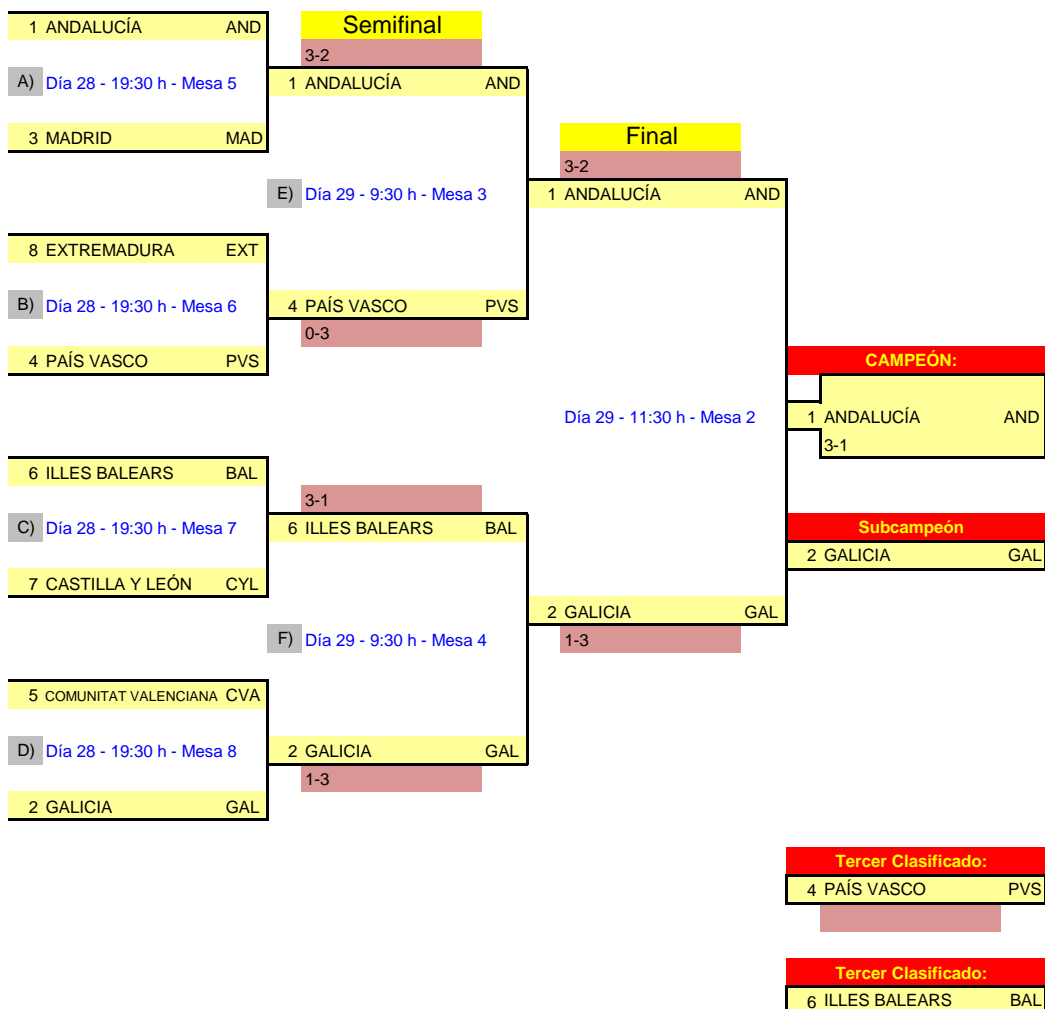 1 ANDALUCÍA AND
Semifinal
3-2
A) Día 28 - 19:30 h - Mesa 5
1 ANDALUCÍA AND
3 MADRID MAD
Final
3-2
E) Día 29 - 9:30 h - Mesa 3
1 ANDALUCÍA AND
8 EXTREMADURA EXT
B) Día 28 - 19:30 h - Mesa 6
4 PAÍS VASCO PVS
0-3
4 PAÍS VASCO PVS
CAMPEÓN:
Día 29 - 11:30 h - Mesa 2
1 ANDALUCÍA AND
3-1
6 ILLES BALEARS BAL
3-1
C) Día 28 - 19:30 h - Mesa 7
6 ILLES BALEARS BAL
Subcampeón
2 GALICIA GAL
7 CASTILLA Y LEÓN CYL
2 GALICIA GAL
F) Día 29 - 9:30 h - Mesa 4
1-3
5 COMUNITAT VALENCIANA CVA
D) Día 28 - 19:30 h - Mesa 8
2 GALICIA GAL
1-3
2 GALICIA GAL
Tercer Clasificado:
4 PAÍS VASCO PVS
Tercer Clasificado:
6 ILLES BALEARS BAL